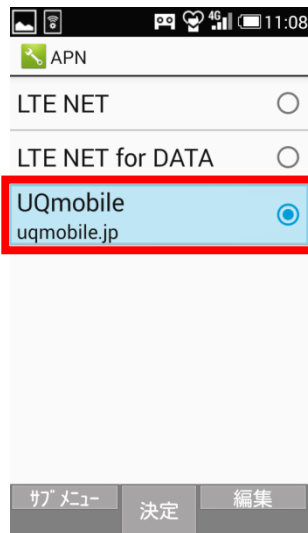 4G 11:08
APN
LTE NET
LTE NET for DATA
UQmobile
uqmobile.jp
ｻﾌﾞﾒﾆｭｰ 決定 編集